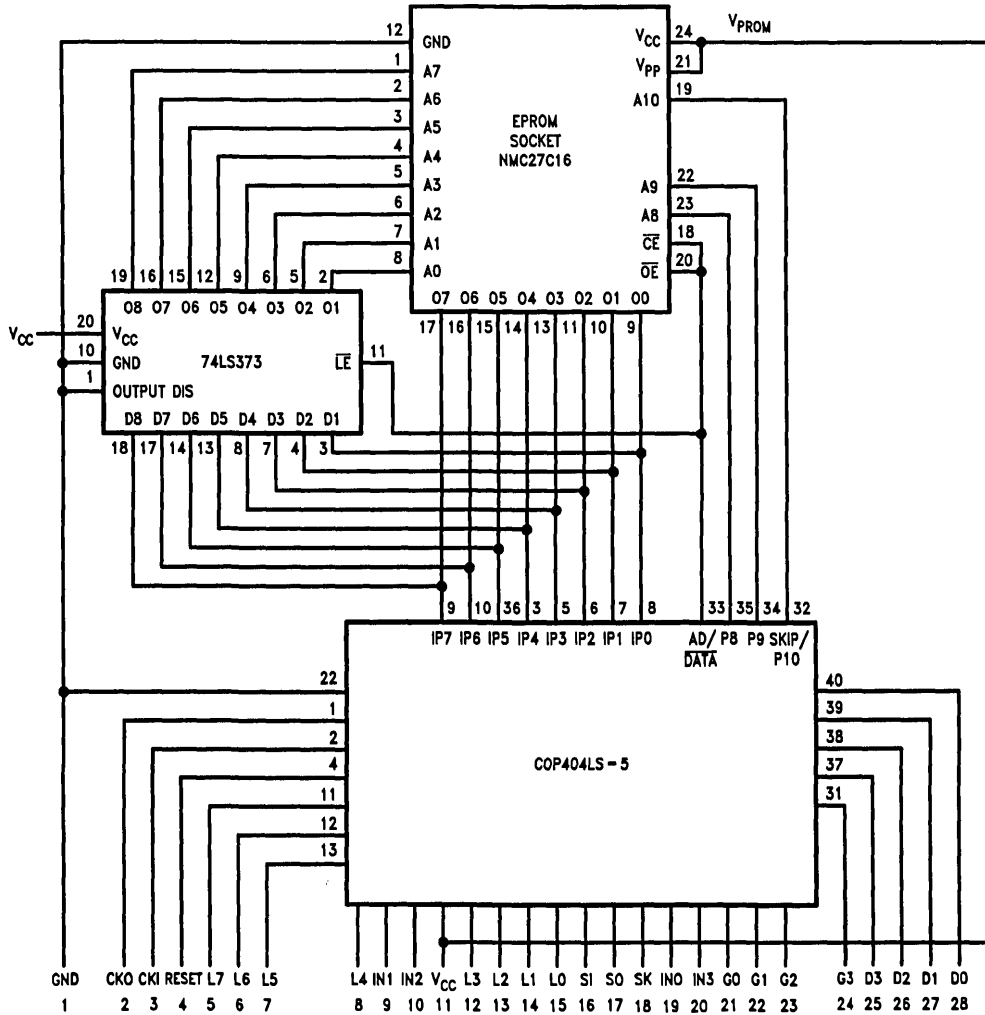 12 GND V_CC 24 V_PROM
1 A7 V_PP 21
2 A6 A10 19
3 A5 EPROM
4 A4 SOCKET
NMC27C16
5 A3 A9 22
6 A2 A8 23
7 A1 C̅E̅ 18
8 A0 O̅E̅ 20
19 16 15 12 9 6 5 2
O8 O7 O6 O5 O4 O3 O2 O1
O7 O6 O5 O4 O3 O2 O1 O0
17 16 15 14 13 11 10 9
V_CC 20 V_CC
10 GND 74LS373 L̅E̅ 11
1 OUTPUT DIS
D8 D7 D6 D5 D4 D3 D2 D1
18 17 14 13 8 7 4 3
9 10 36 3 5 6 7 8 33 35 34 32
IP7 IP6 IP5 IP4 IP3 IP2 IP1 IP0 AD/ P8 P9 SKIP/
D̅A̅T̅A̅ P10
22 40
1 39
2 38
4 COP404LS-5 37
11 31
12
13
GND CKO CKI RESET L7 L6 L5 L4 IN1 IN2 V_CC L3 L2 L1 L0 SI SO SK IN0 IN3 G0 G1 G2 G3 D3 D2 D1 D0
1 2 3 4 5 6 7 8 9 10 11 12 13 14 15 16 17 18 19 20 21 22 23 24 25 26 27 28